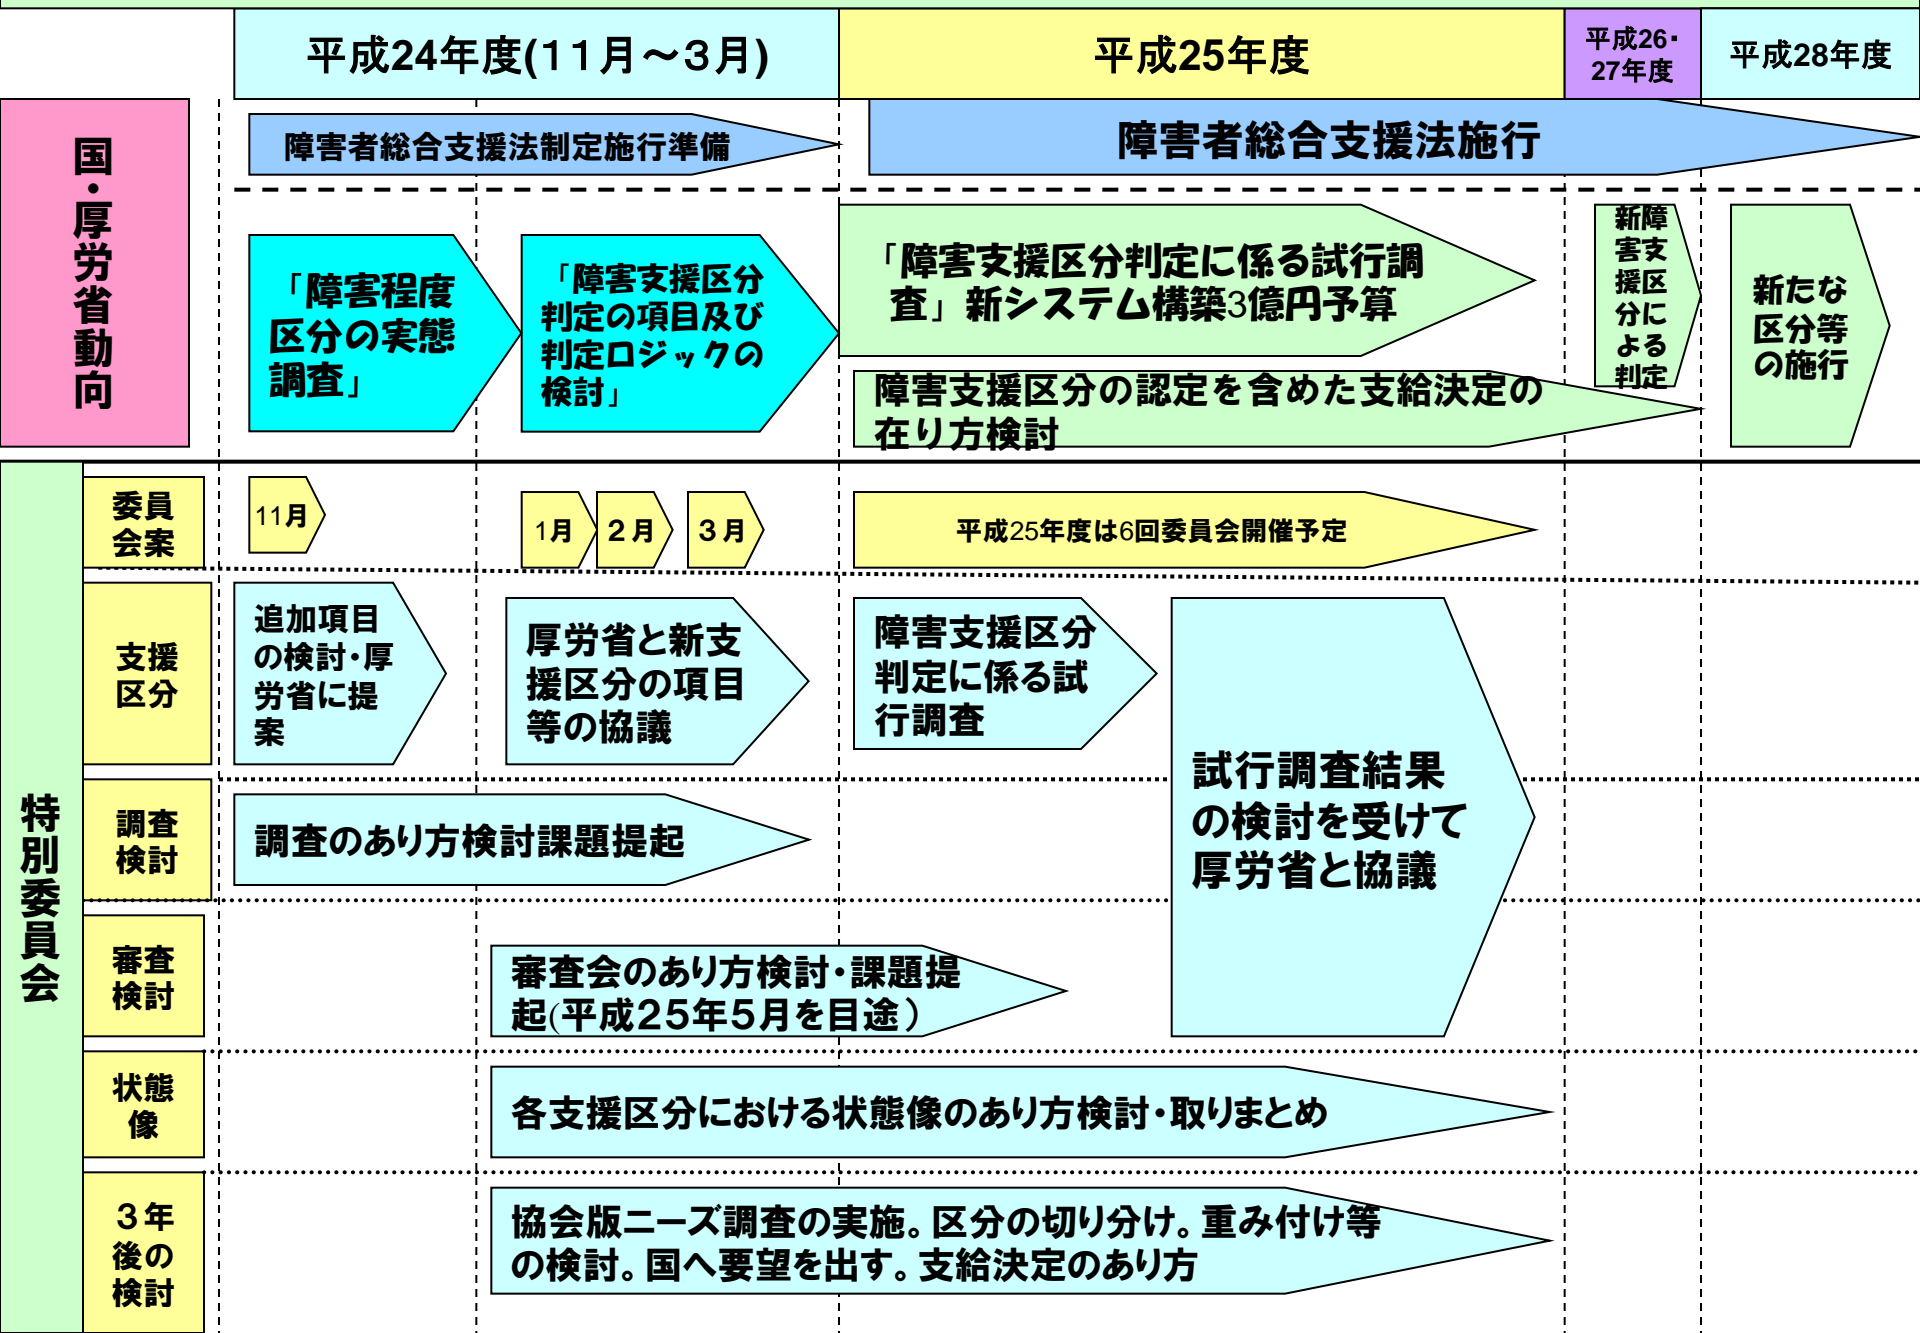 平成24年度(11月～3月)
平成25年度
平成26・
27年度
平成28年度
国・厚労省動向
障害者総合支援法制定施行準備
障害者総合支援法施行
「障害程度
区分の実態
調査」
「障害支援区分
判定の項目及び
判定ロジックの
検討」
「障害支援区分判定に係る試行調
査」新システム構築3億円予算
障害支援区分の認定を含めた支給決定の
在り方検討
新障
害支
援区
分に
よる
判定
新たな
区分等
の施行
特別委員会
委員
会案
11月
1月
２月
３月
平成25年度は6回委員会開催予定
支援
区分
追加項目
の検討・厚
労省に提
案
厚労省と新支
援区分の項目
等の協議
障害支援区分
判定に係る試
行調査
試行調査結果
の検討を受けて
厚労省と協議
調査
検討
調査のあり方検討課題提起
審査
検討
審査会のあり方検討・課題提
起(平成２５年５月を目途）
状態
像
各支援区分における状態像のあり方検討・取りまとめ
３年
後の
検討
協会版ニーズ調査の実施。区分の切り分け。重み付け等
の検討。国へ要望を出す。支給決定のあり方